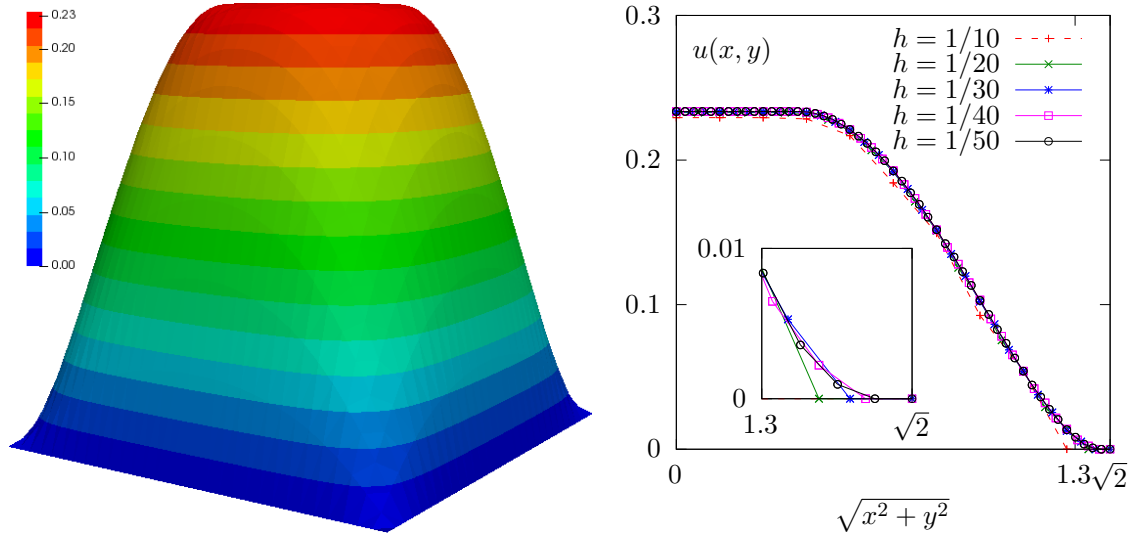 0.23
0.20
0.15
0.10
0.05
0.00
0.3
0.2
0.1
0
u(x, y)
h = 1/10
h = 1/20
h = 1/30
h = 1/40
h = 1/50
0.01
0
1.3
√2
0
1.3
√2
√x² + y²